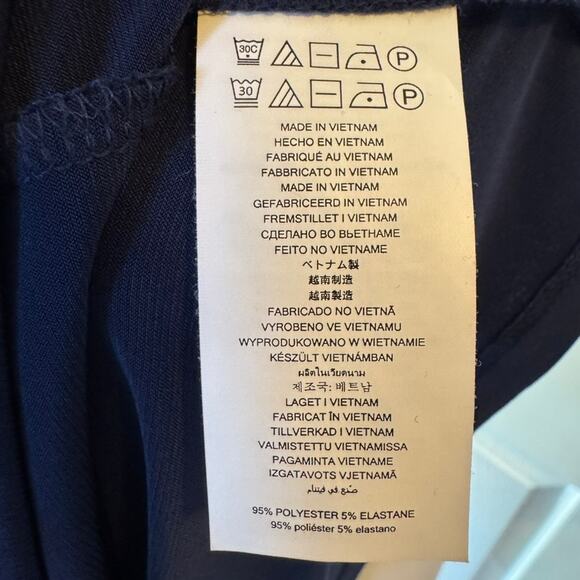 30C P
30 P
MADE IN VIETNAM
HECHO EN VIETNAM
FABRIQUÉ AU VIETNAM
FABBRICATO IN VIETNAM
MADE IN VIETNAM
GEFABRICEERD IN VIETNAM
FREMSTILLET I VIETNAM
СДЕЛАНО ВО ВЬЕТНАМЕ
FEITO NO VIETNAME
ベトナム製
越南制造
越南製造
FABRICADO NO VIETNÃ
VYROBENO VE VIETNAMU
WYPRODUKOWANO W WIETNAMIE
KÉSZÜLT VIETNÁMBAN
ผลิตในเวียดนาม
제조국: 베트남
LAGET I VIETNAM
FABRICAT ÎN VIETNAM
TILLVERKAD I VIETNAM
VALMISTETTU VIETNAMISSA
PAGAMINTA VIETNAME
IZGATAVOTS VJETNAMĀ
صنع في فيتنام
95% POLYESTER 5% ELASTANE
95% poliéster 5% elastano